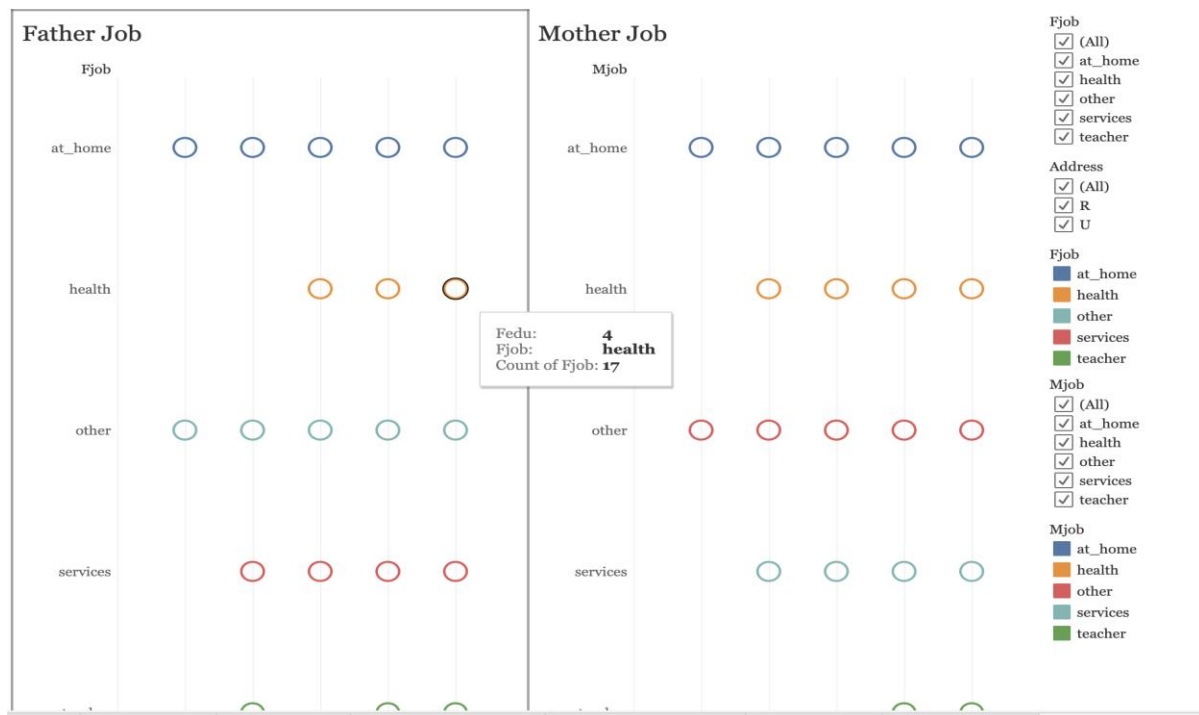 Father Job
Fjob
at_home
health
other
services
Fedu: 4
Fjob: health
Count of Fjob: 17
Mother Job
Mjob
at_home
health
other
services
Fjob
(All)
at_home
health
other
services
teacher
Address
(All)
R
U
Fjob
at_home
health
other
services
teacher
Mjob
(All)
at_home
health
other
services
teacher
Mjob
at_home
health
other
services
teacher